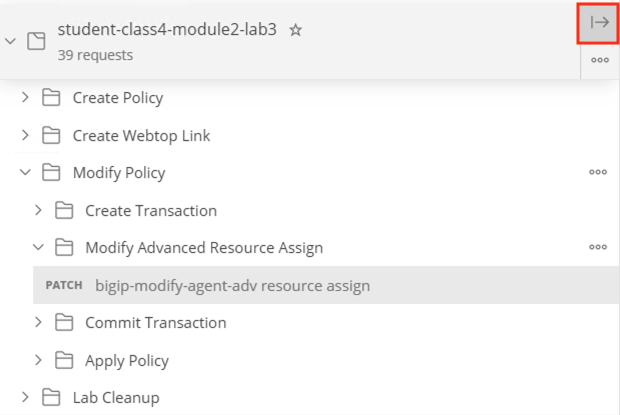 student-class4-module2-lab3
39 requests
Create Policy
Create Webtop Link
Modify Policy
Create Transaction
Modify Advanced Resource Assign
PATCH bigip-modify-agent-adv resource assign
Commit Transaction
Apply Policy
Lab Cleanup